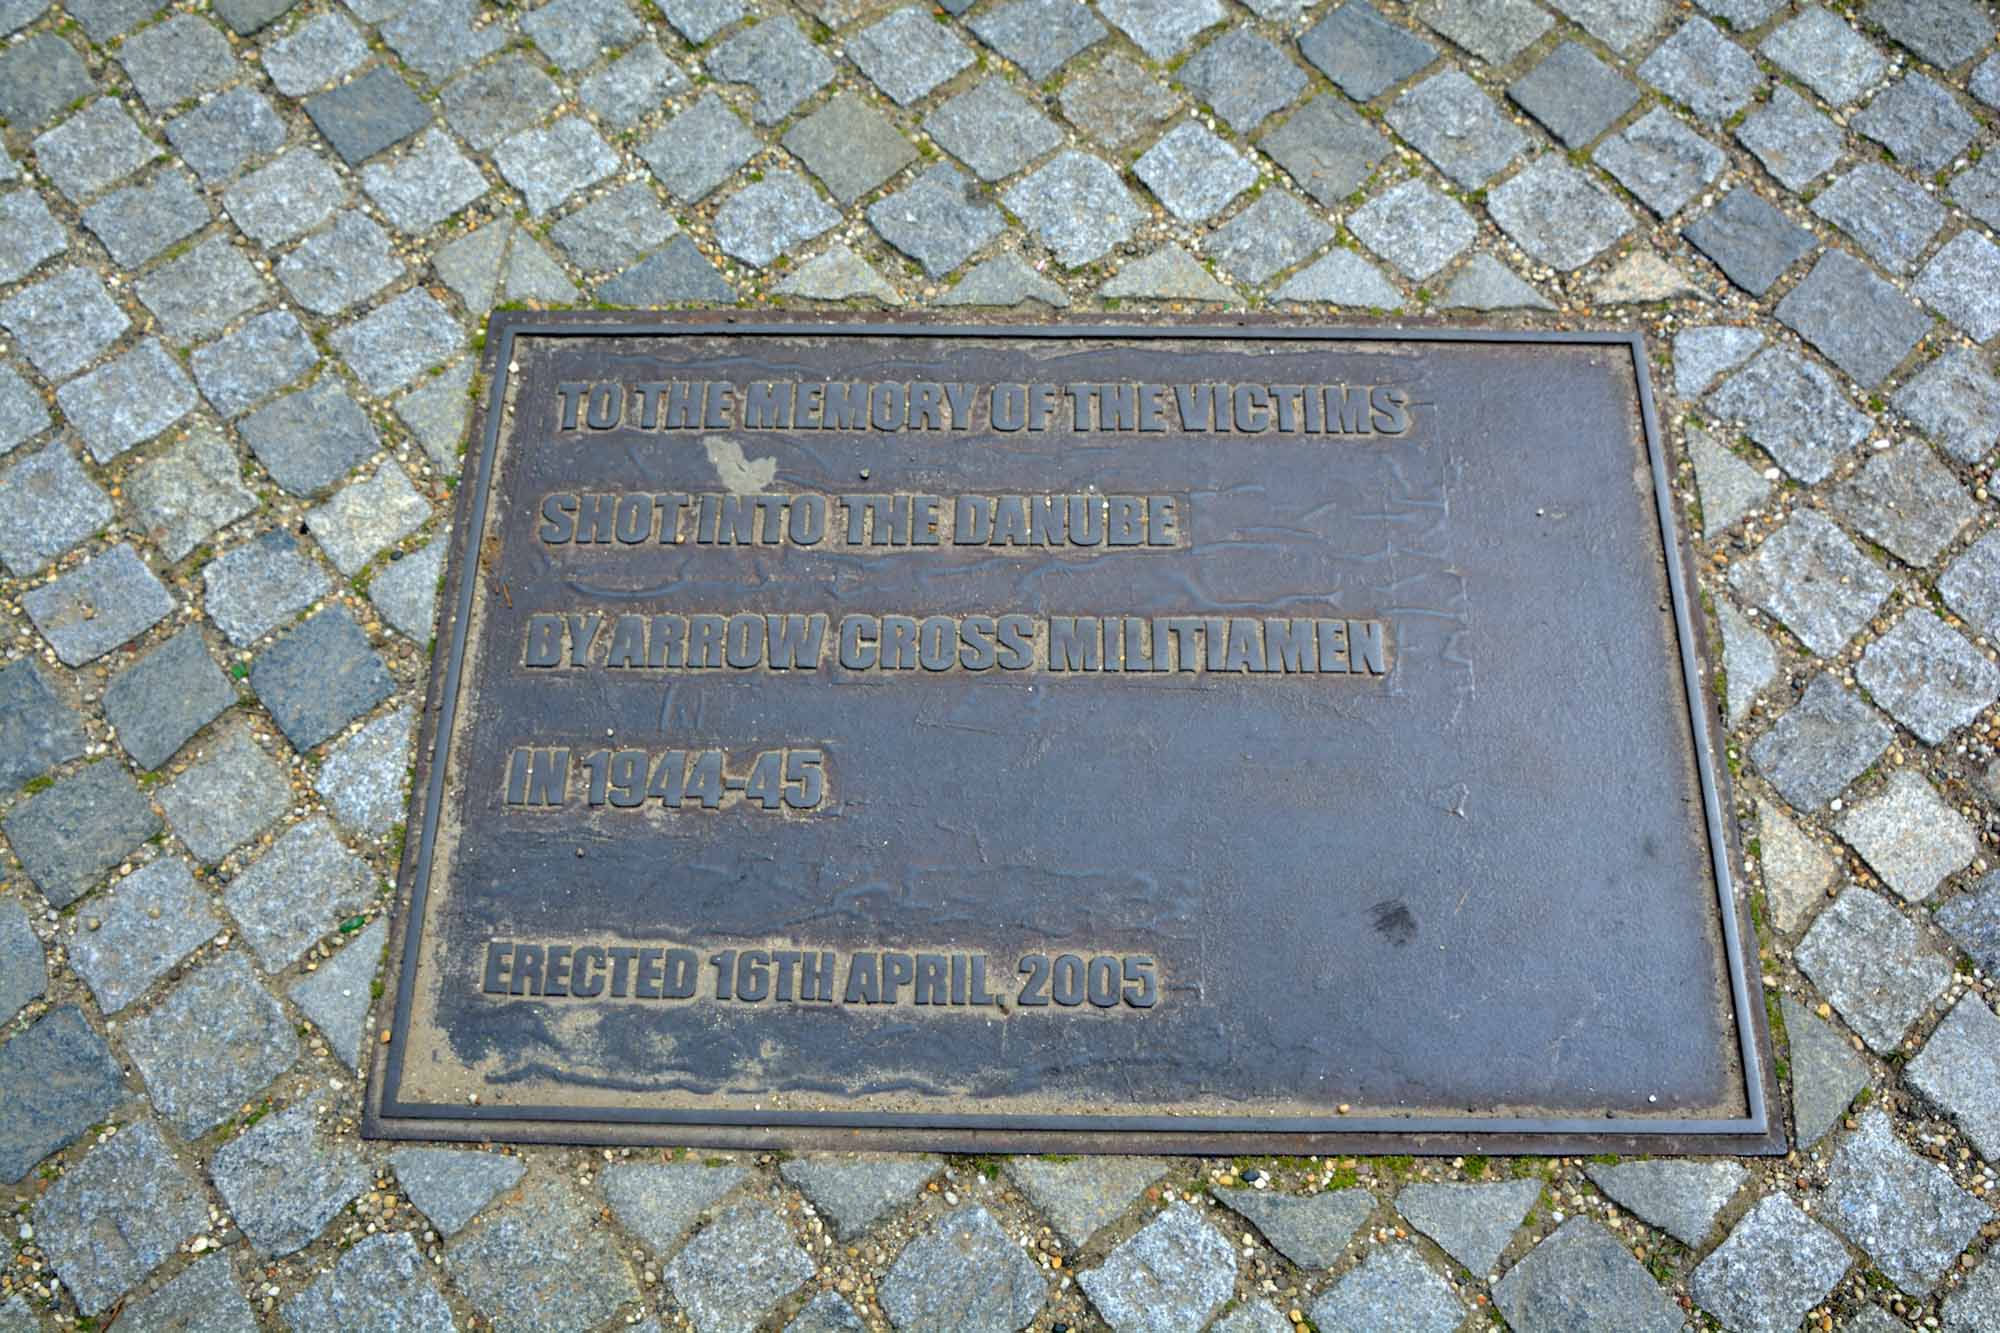 TO THE MEMORY OF THE VICTIMS
SHOT INTO THE DANUBE
BY ARROW CROSS MILITIAMEN
IN 1944-45
ERECTED 16TH APRIL, 2005